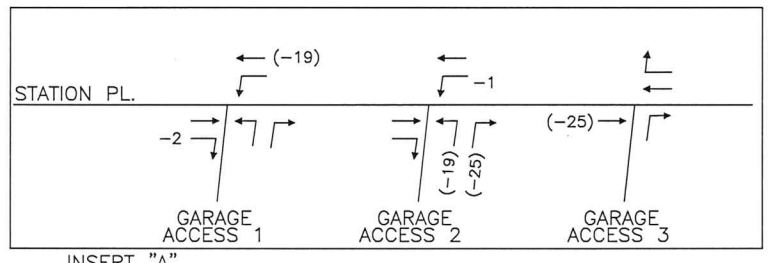 (-19)
-1
STATION PL.
-2
(-25)
(-19)
(-25)
GARAGE
ACCESS 1
GARAGE
ACCESS 2
GARAGE
ACCESS 3
INSERT "A"